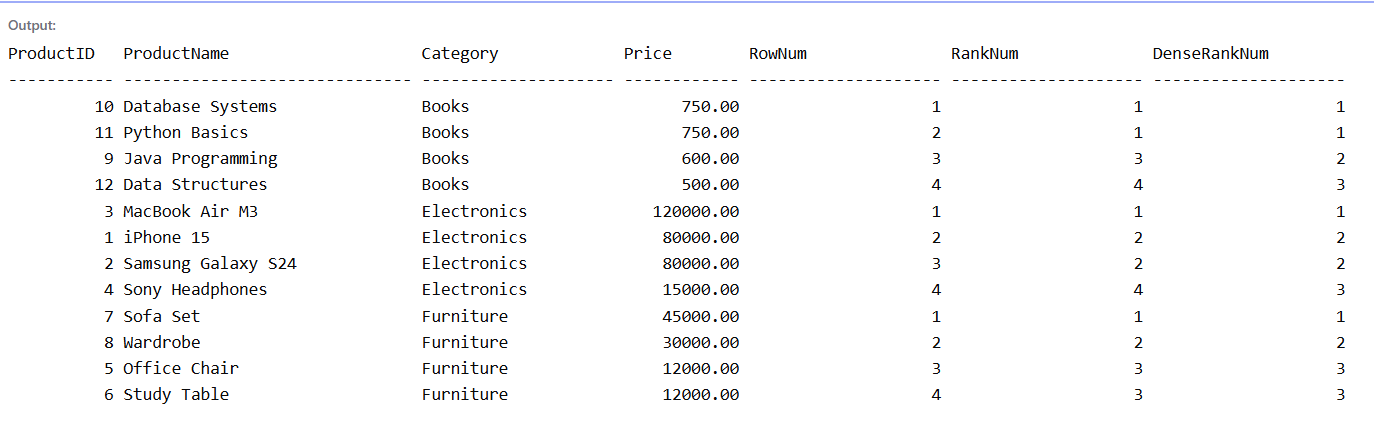 Output:
ProductID   ProductName                    Category             Price        RowNum               RankNum              DenseRankNum
----------- ------------------------------ -------------------- ------------ -------------------- -------------------- --------------------
         10 Database Systems               Books                      750.00                    1                    1                    1
         11 Python Basics                  Books                      750.00                    2                    1                    1
          9 Java Programming               Books                      600.00                    3                    3                    2
         12 Data Structures                Books                      500.00                    4                    4                    3
          3 MacBook Air M3                 Electronics             120000.00                    1                    1                    1
          1 iPhone 15                      Electronics              80000.00                    2                    2                    2
          2 Samsung Galaxy S24             Electronics              80000.00                    3                    2                    2
          4 Sony Headphones                Electronics              15000.00                    4                    4                    3
          7 Sofa Set                       Furniture                45000.00                    1                    1                    1
          8 Wardrobe                       Furniture                30000.00                    2                    2                    2
          5 Office Chair                   Furniture                12000.00                    3                    3                    3
          6 Study Table                    Furniture                12000.00                    4                    3                    3